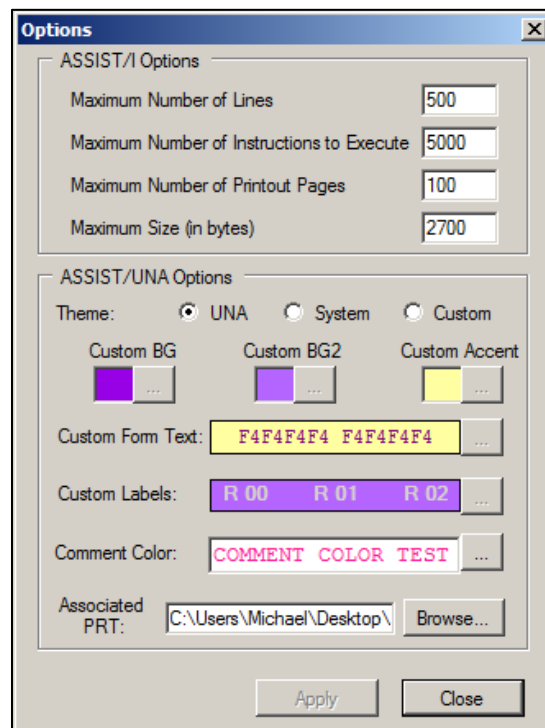 Options
ASSIST/I Options
Maximum Number of Lines 500
Maximum Number of Instructions to Execute 5000
Maximum Number of Printout Pages 100
Maximum Size (in bytes) 2700
ASSIST/UNA Options
Theme: UNA System Custom
Custom BG Custom BG2 Custom Accent
... ... ...
Custom Form Text: F4F4F4F4 F4F4F4F4 ...
Custom Labels: R 00 R 01 R 02 ...
Comment Color: COMMENT COLOR TEST ...
Associated
PRT: C:\Users\Michael\Desktop\ Browse...
Apply Close